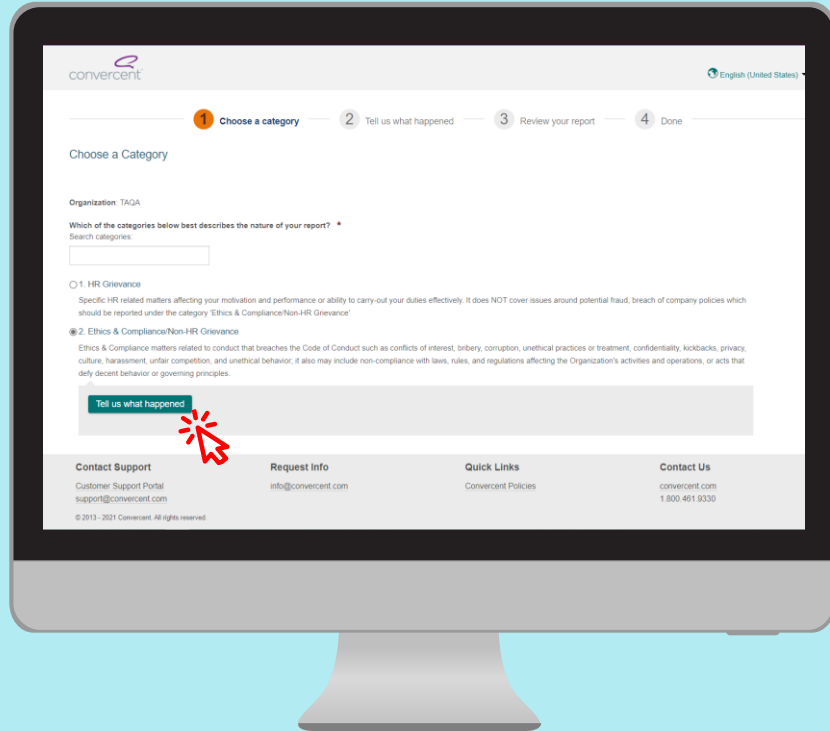 convercent
English (United States)
1 Choose a category 2 Tell us what happened 3 Review your report 4 Done
Choose a Category
Organization: TAQA
Which of the categories below best describes the nature of your report? *
Search categories:
1. HR Grievance
Specific HR related matters affecting your motivation and performance or ability to carry-out your duties effectively. It does NOT cover issues around potential fraud, breach of company policies which
should be reported under the category 'Ethics & Compliance/Non-HR Grievance'
2. Ethics & Compliance/Non-HR Grievance
Ethics & Compliance matters related to conduct that breaches the Code of Conduct such as conflicts of interest, bribery, corruption, unethical practices or treatment, confidentiality, kickbacks, privacy,
culture, harassment, unfair competition, and unethical behavior; it also may include non-compliance with laws, rules, and regulations affecting the Organization's activities and operations, or acts that
defy decent behavior or governing principles.
Tell us what happened
Contact Support Request Info Quick Links Contact Us
Customer Support Portal info@convercent.com Convercent Policies convercent.com
support@convercent.com 1.800.461.9330
© 2013 - 2021 Convercent. All rights reserved.